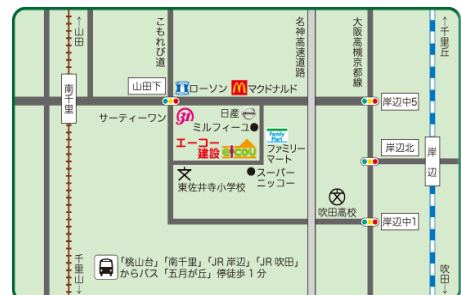 ←山田
こもれび道
名神高速道路
大阪高槻京都線
←千里丘
南千里
山田下
ローソン
マクドナルド
岸辺中5
サーティーワン
31
日産
ミルフィーユ
エーコー
建設
eicou
Family Mart
ファミリー
マート
岸辺北
岸辺
文
東佐井寺小学校
スーパー
ニッコー
文
吹田高校
岸辺中1
千里山→
「桃山台」「南千里」「JR 岸辺」「JR 吹田」
からバス「五月が丘」停徒歩1分
吹田→